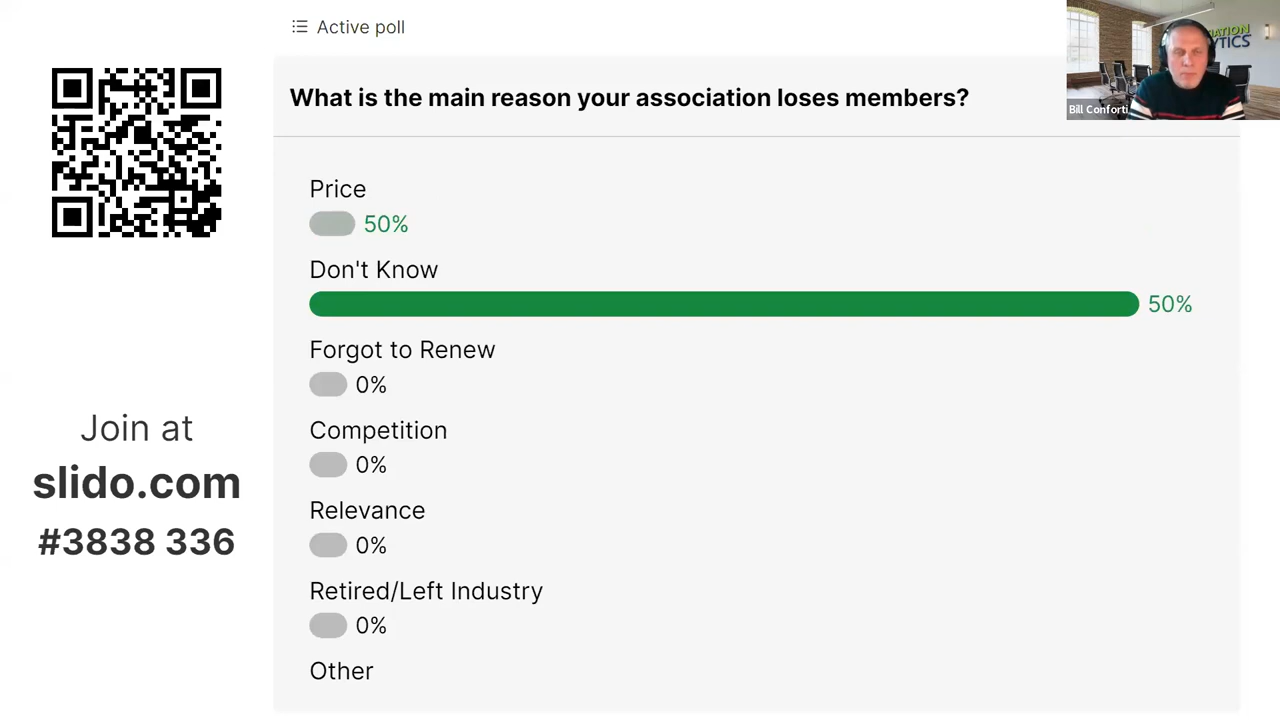 Active poll
What is the main reason your association loses members?
Bill Conforti
Price
50%
Don't Know
50%
Forgot to Renew
0%
Competition
0%
Relevance
0%
Retired/Left Industry
0%
Other
Join at
slido.com
#3838 336